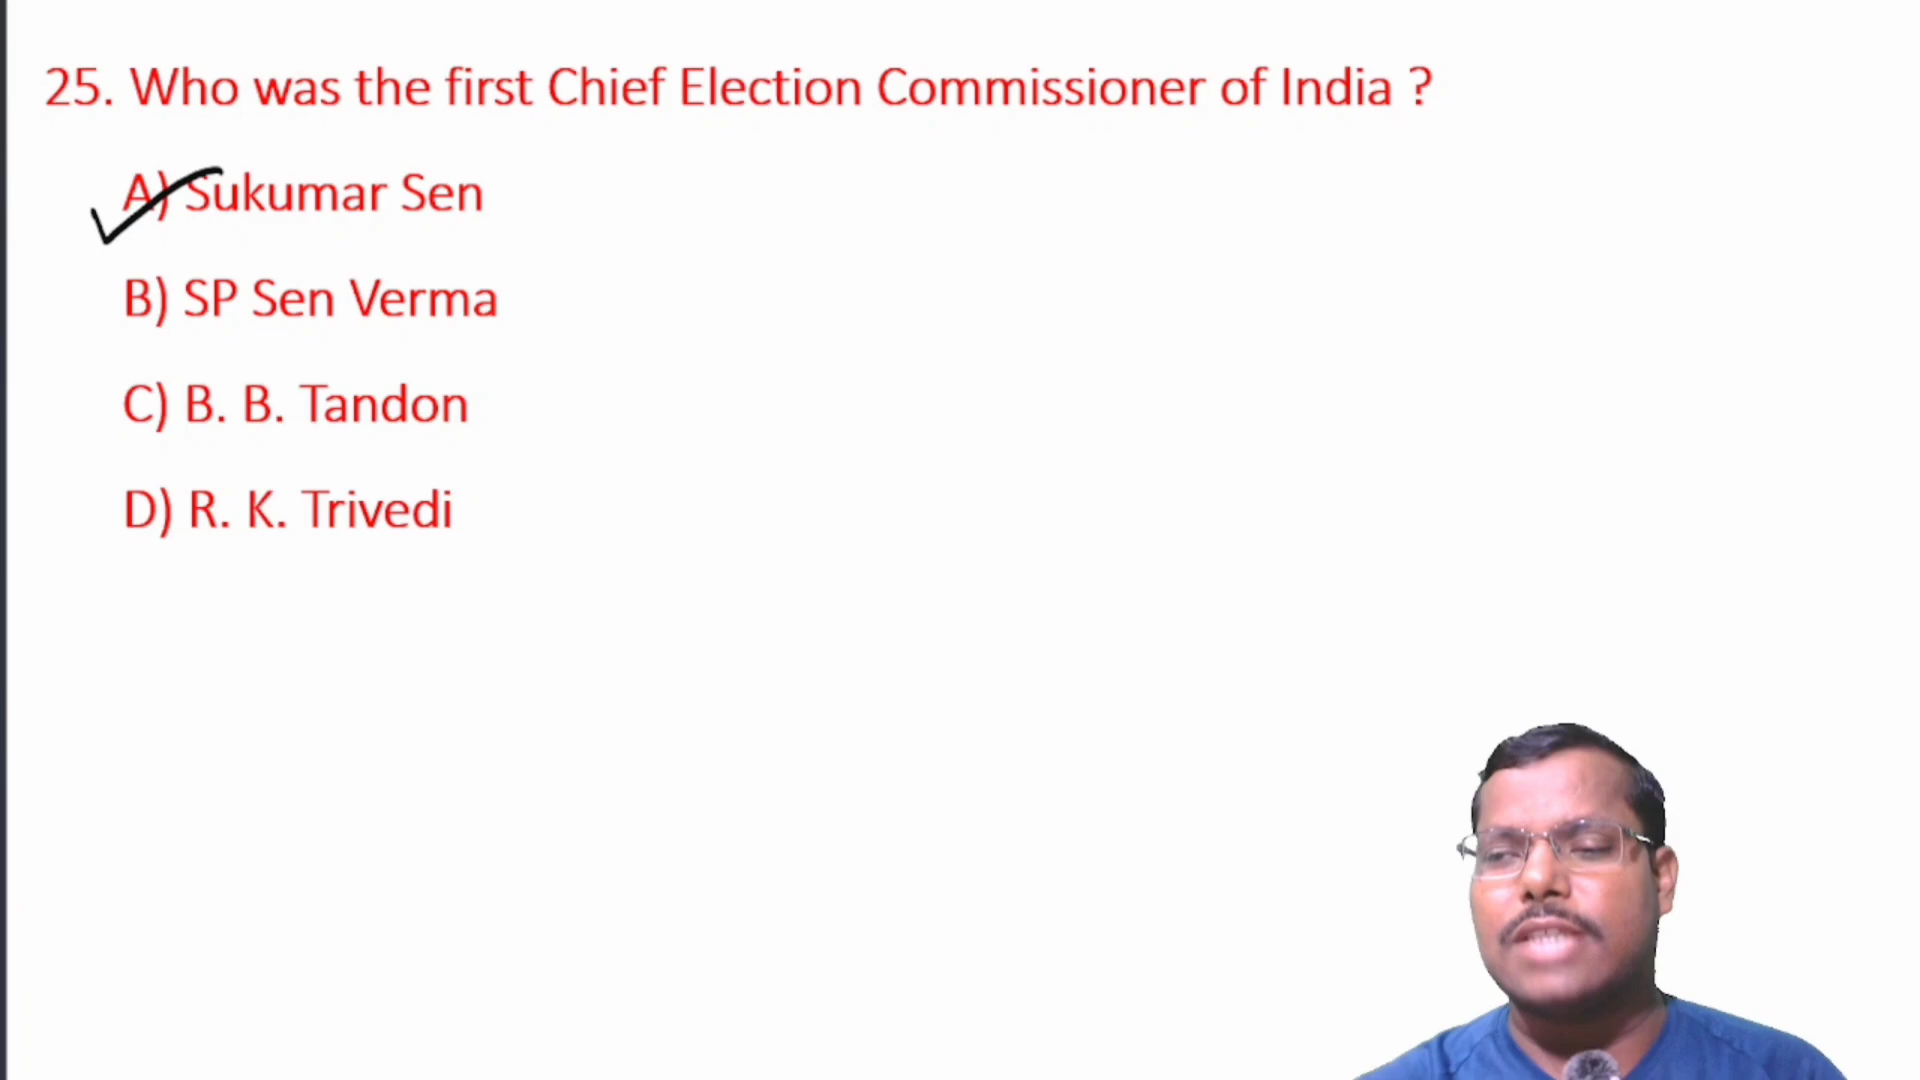 25. Who was the first Chief Election Commissioner of India ?
A) Sukumar Sen
B) SP Sen Verma
C) B. B. Tandon
D) R. K. Trivedi